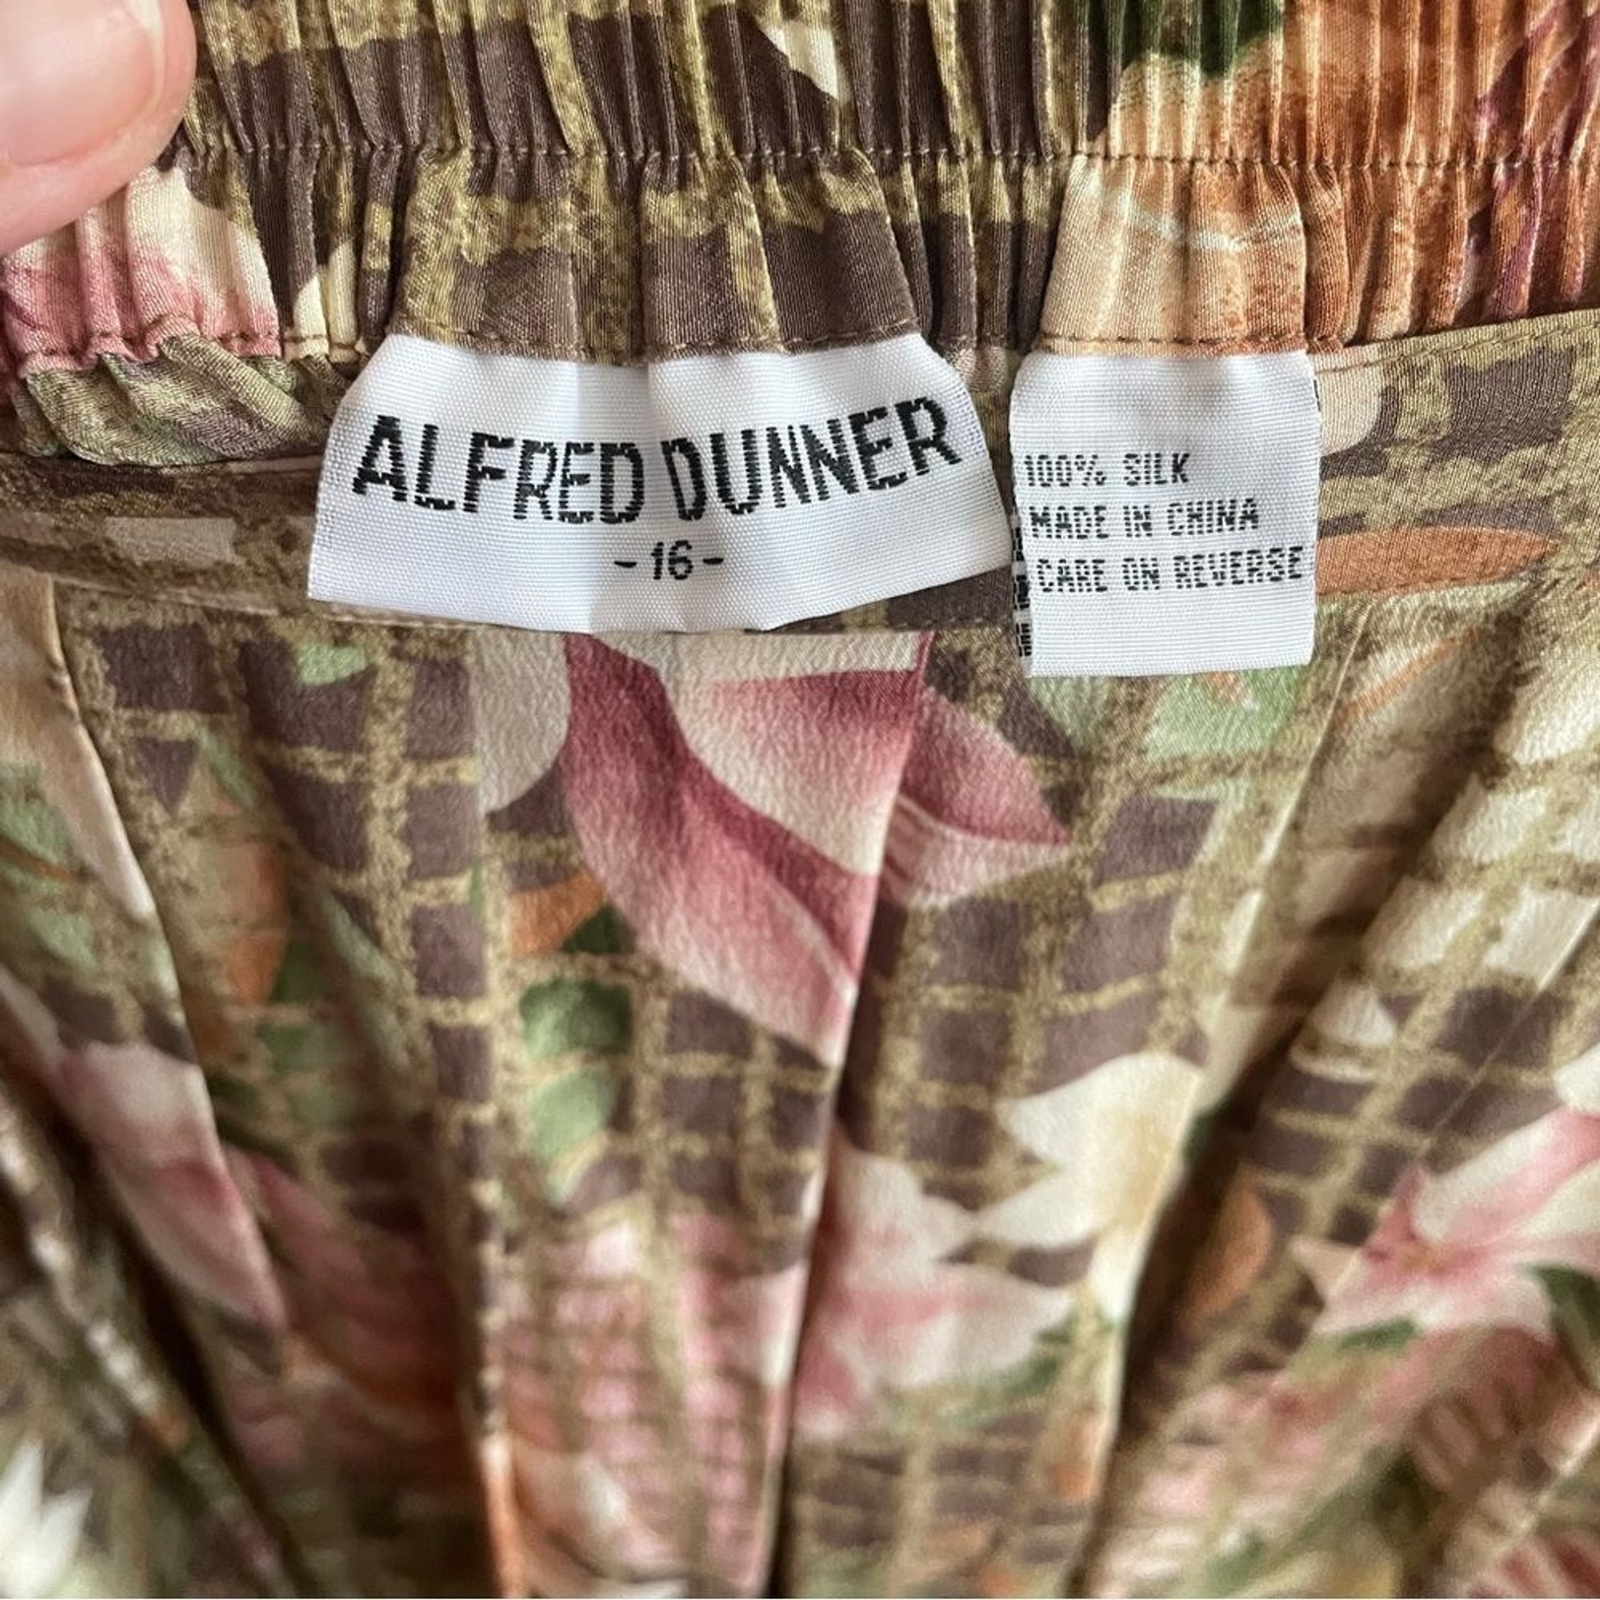 ALFRED DUNNER
-16-
100% SILK
MADE IN CHINA
CARE ON REVERSE